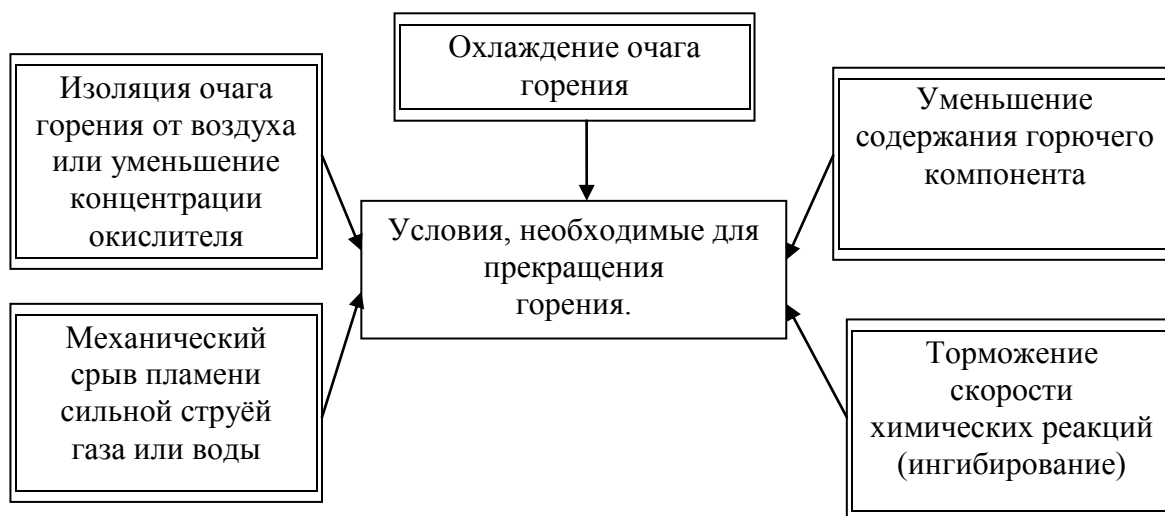 Охлаждение очага
горения
Изоляция очага
горения от воздуха
или уменьшение
концентрации
окислителя
Уменьшение
содержания горючего
компонента
Условия, необходимые для
прекращения
горения.
Механический
срыв пламени
сильной струёй
газа или воды
Торможение
скорости
химических реакций
(ингибирование)